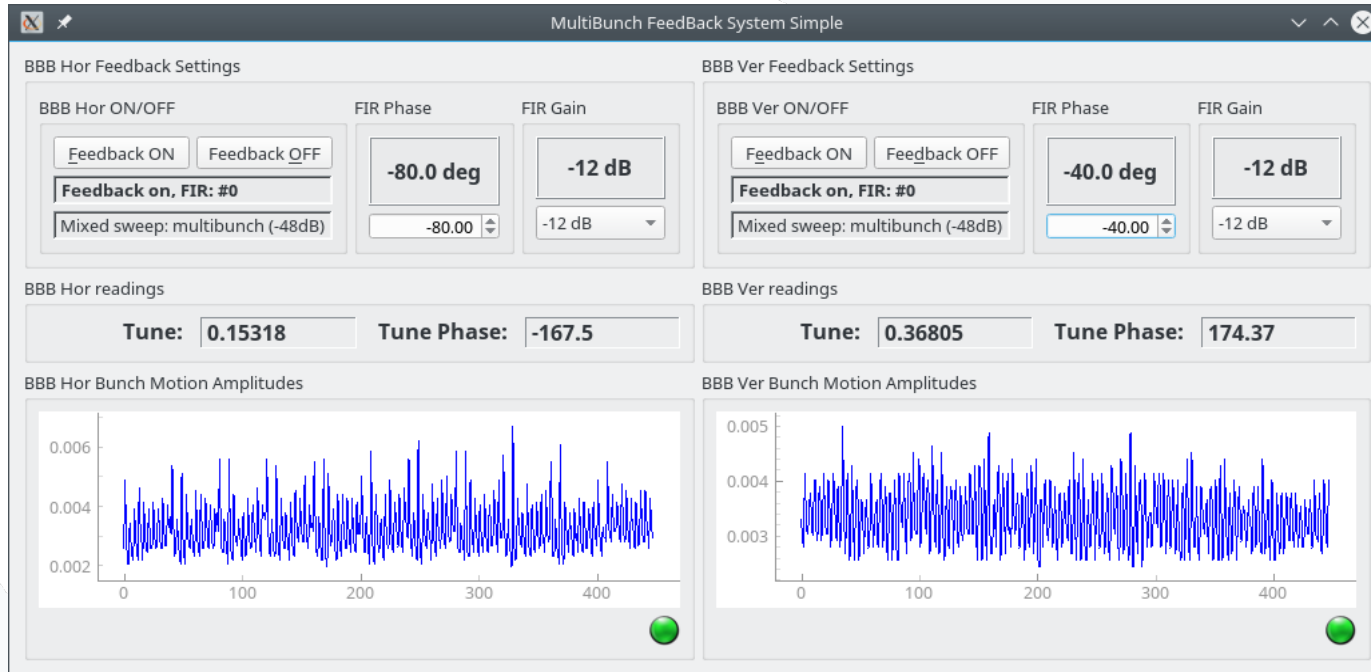 MultiBunch FeedBack System Simple
BBB Hor Feedback Settings
BBB Hor ON/OFF
FIR Phase
FIR Gain
Feedback ON
Feedback OFF
-80.0 deg
-12 dB
Feedback on, FIR: #0
Mixed sweep: multibunch (-48dB)
-80.00
-12 dB
BBB Hor readings
Tune:
0.15318
Tune Phase:
-167.5
BBB Hor Bunch Motion Amplitudes
0.006
0.004
0.002
0
100
200
300
400
BBB Ver Feedback Settings
BBB Ver ON/OFF
FIR Phase
FIR Gain
Feedback ON
Feedback OFF
-40.0 deg
-12 dB
Feedback on, FIR: #0
Mixed sweep: multibunch (-48dB)
-40.00
-12 dB
BBB Ver readings
Tune:
0.36805
Tune Phase:
174.37
BBB Ver Bunch Motion Amplitudes
0.005
0.004
0.003
0
100
200
300
400